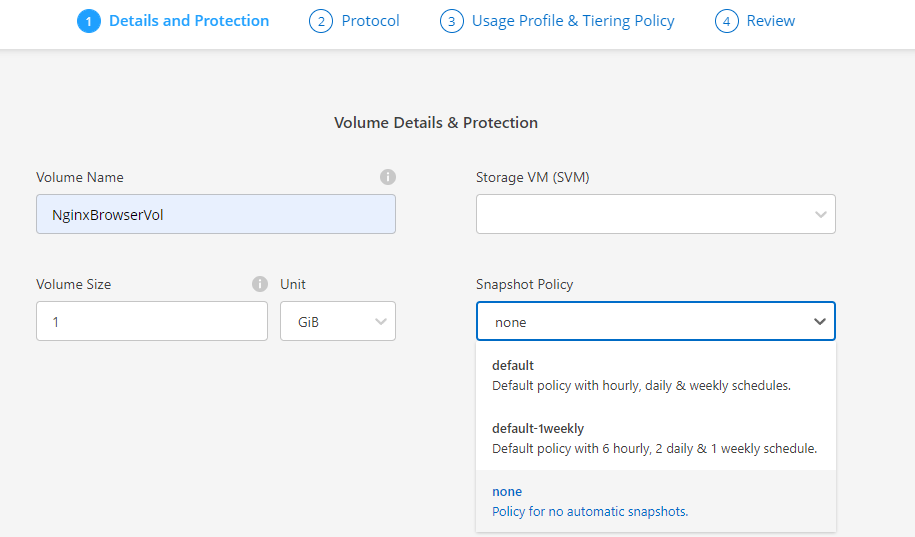 1 Details and Protection
2 Protocol
3 Usage Profile & Tiering Policy
4 Review
Volume Details & Protection
Volume Name
Storage VM (SVM)
NginxBrowserVol
Volume Size
Unit
Snapshot Policy
1
GiB
none
default
Default policy with hourly, daily & weekly schedules.
default-1weekly
Default policy with 6 hourly, 2 daily & 1 weekly schedule.
none
Policy for no automatic snapshots.